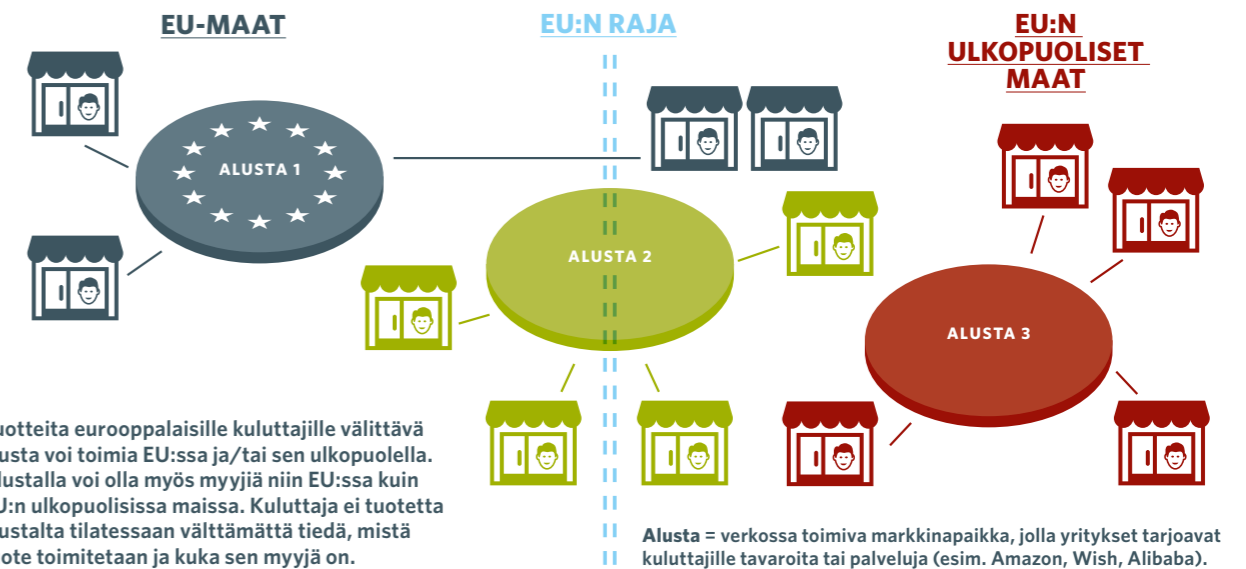 EU-MAAT
EU:N RAJA
EU:N
ULKOPUOLISET
MAAT
ALUSTA 1
ALUSTA 2
ALUSTA 3
uotteita eurooppalaisille kuluttajille välittävä
usta voi toimia EU:ssa ja/tai sen ulkopuolella.
lustalla voi olla myös myyjiä niin EU:ssa kuin
U:n ulkopuolisissa maissa. Kuluttaja ei tuotetta
ustalta tilatessaan välttämättä tiedä, mistä
ote toimitetaan ja kuka sen myyjä on.
Alusta = verkossa toimiva markkinapaikka, jolla yritykset tarjoavat
kuluttajille tavaroita tai palveluja (esim. Amazon, Wish, Alibaba).